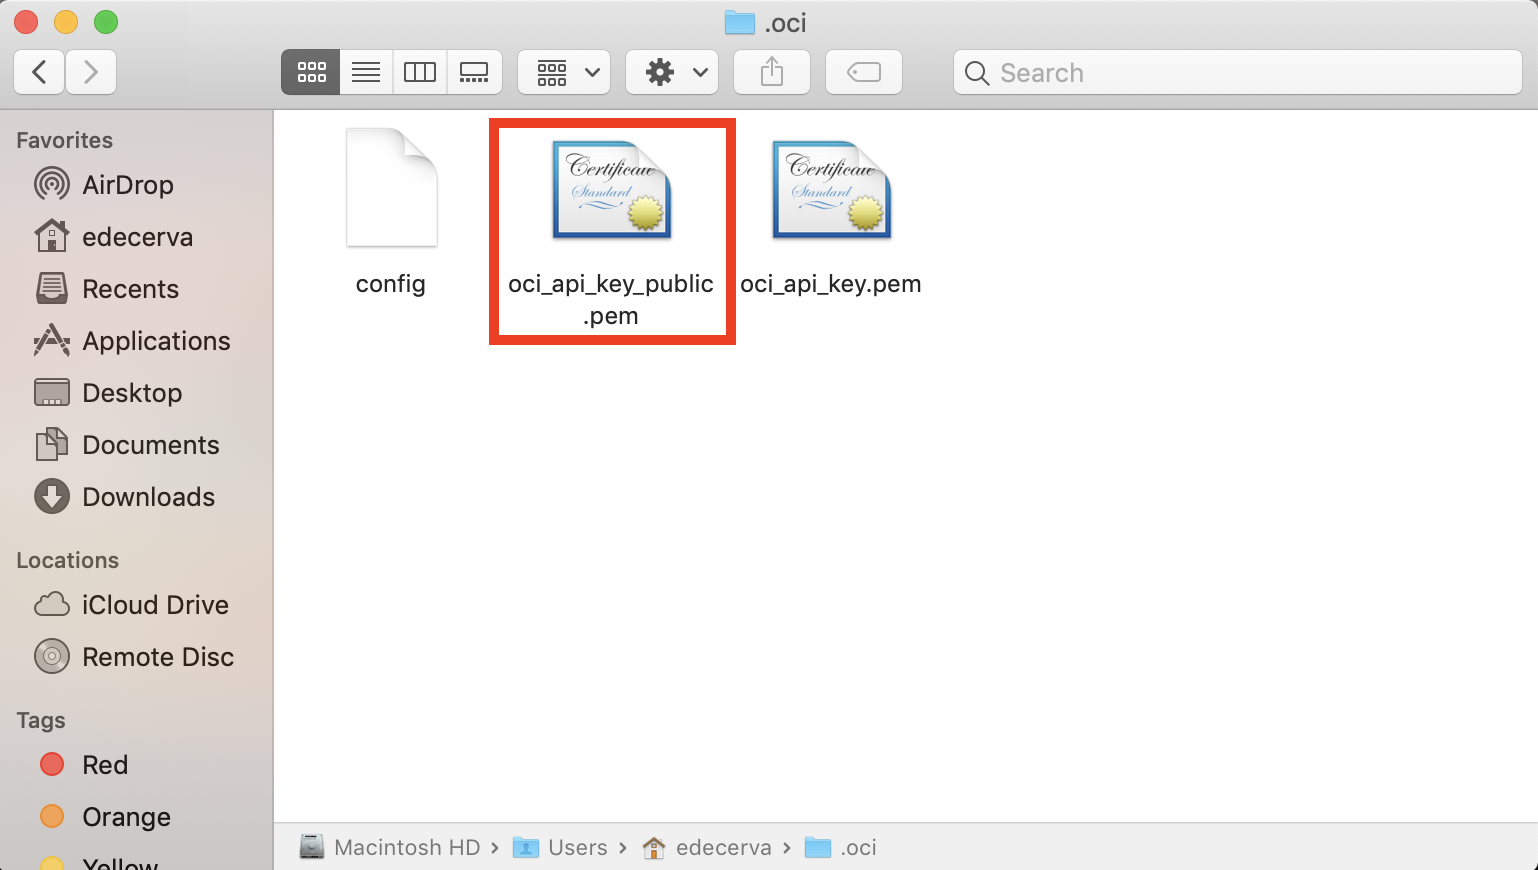 .oci
Search
Favorites
AirDrop
edecerva
Recents
Applications
Desktop
Documents
Downloads
Locations
iCloud Drive
Remote Disc
Tags
Red
Orange
Yellow
Certificate
Standard
Certificate
Standard
config
oci_api_key_public
.pem
oci_api_key.pem
Macintosh HD › Users › edecerva › .oci